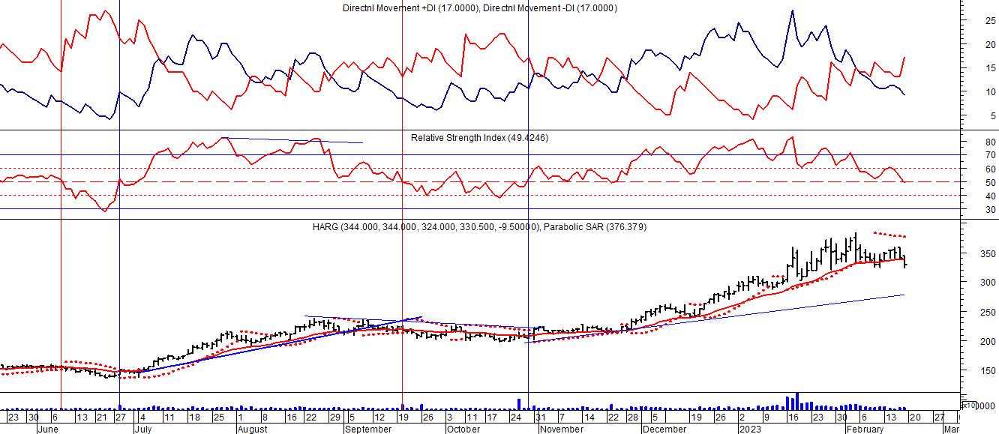 Directnl Movement +DI (17.0000), Directnl Movement -DI (17.0000)
25
20
15
10
5
Relative Strength Index (49.4246)
80
70
60
50
40
30
HARG (344.000, 344.000, 324.000, 330.500, -9.50000), Parabolic SAR (376.379)
350
300
250
200
150
x10 0000
23 30 6 13 21 27 4 11 18 25 1 8 16 22 29 5 12 19 26 3 11 17 24 31 7 14 22 28 5 12 19 26 2 9 16 23 30 6 13 20 27
June July August September October November December 2023 February Mar